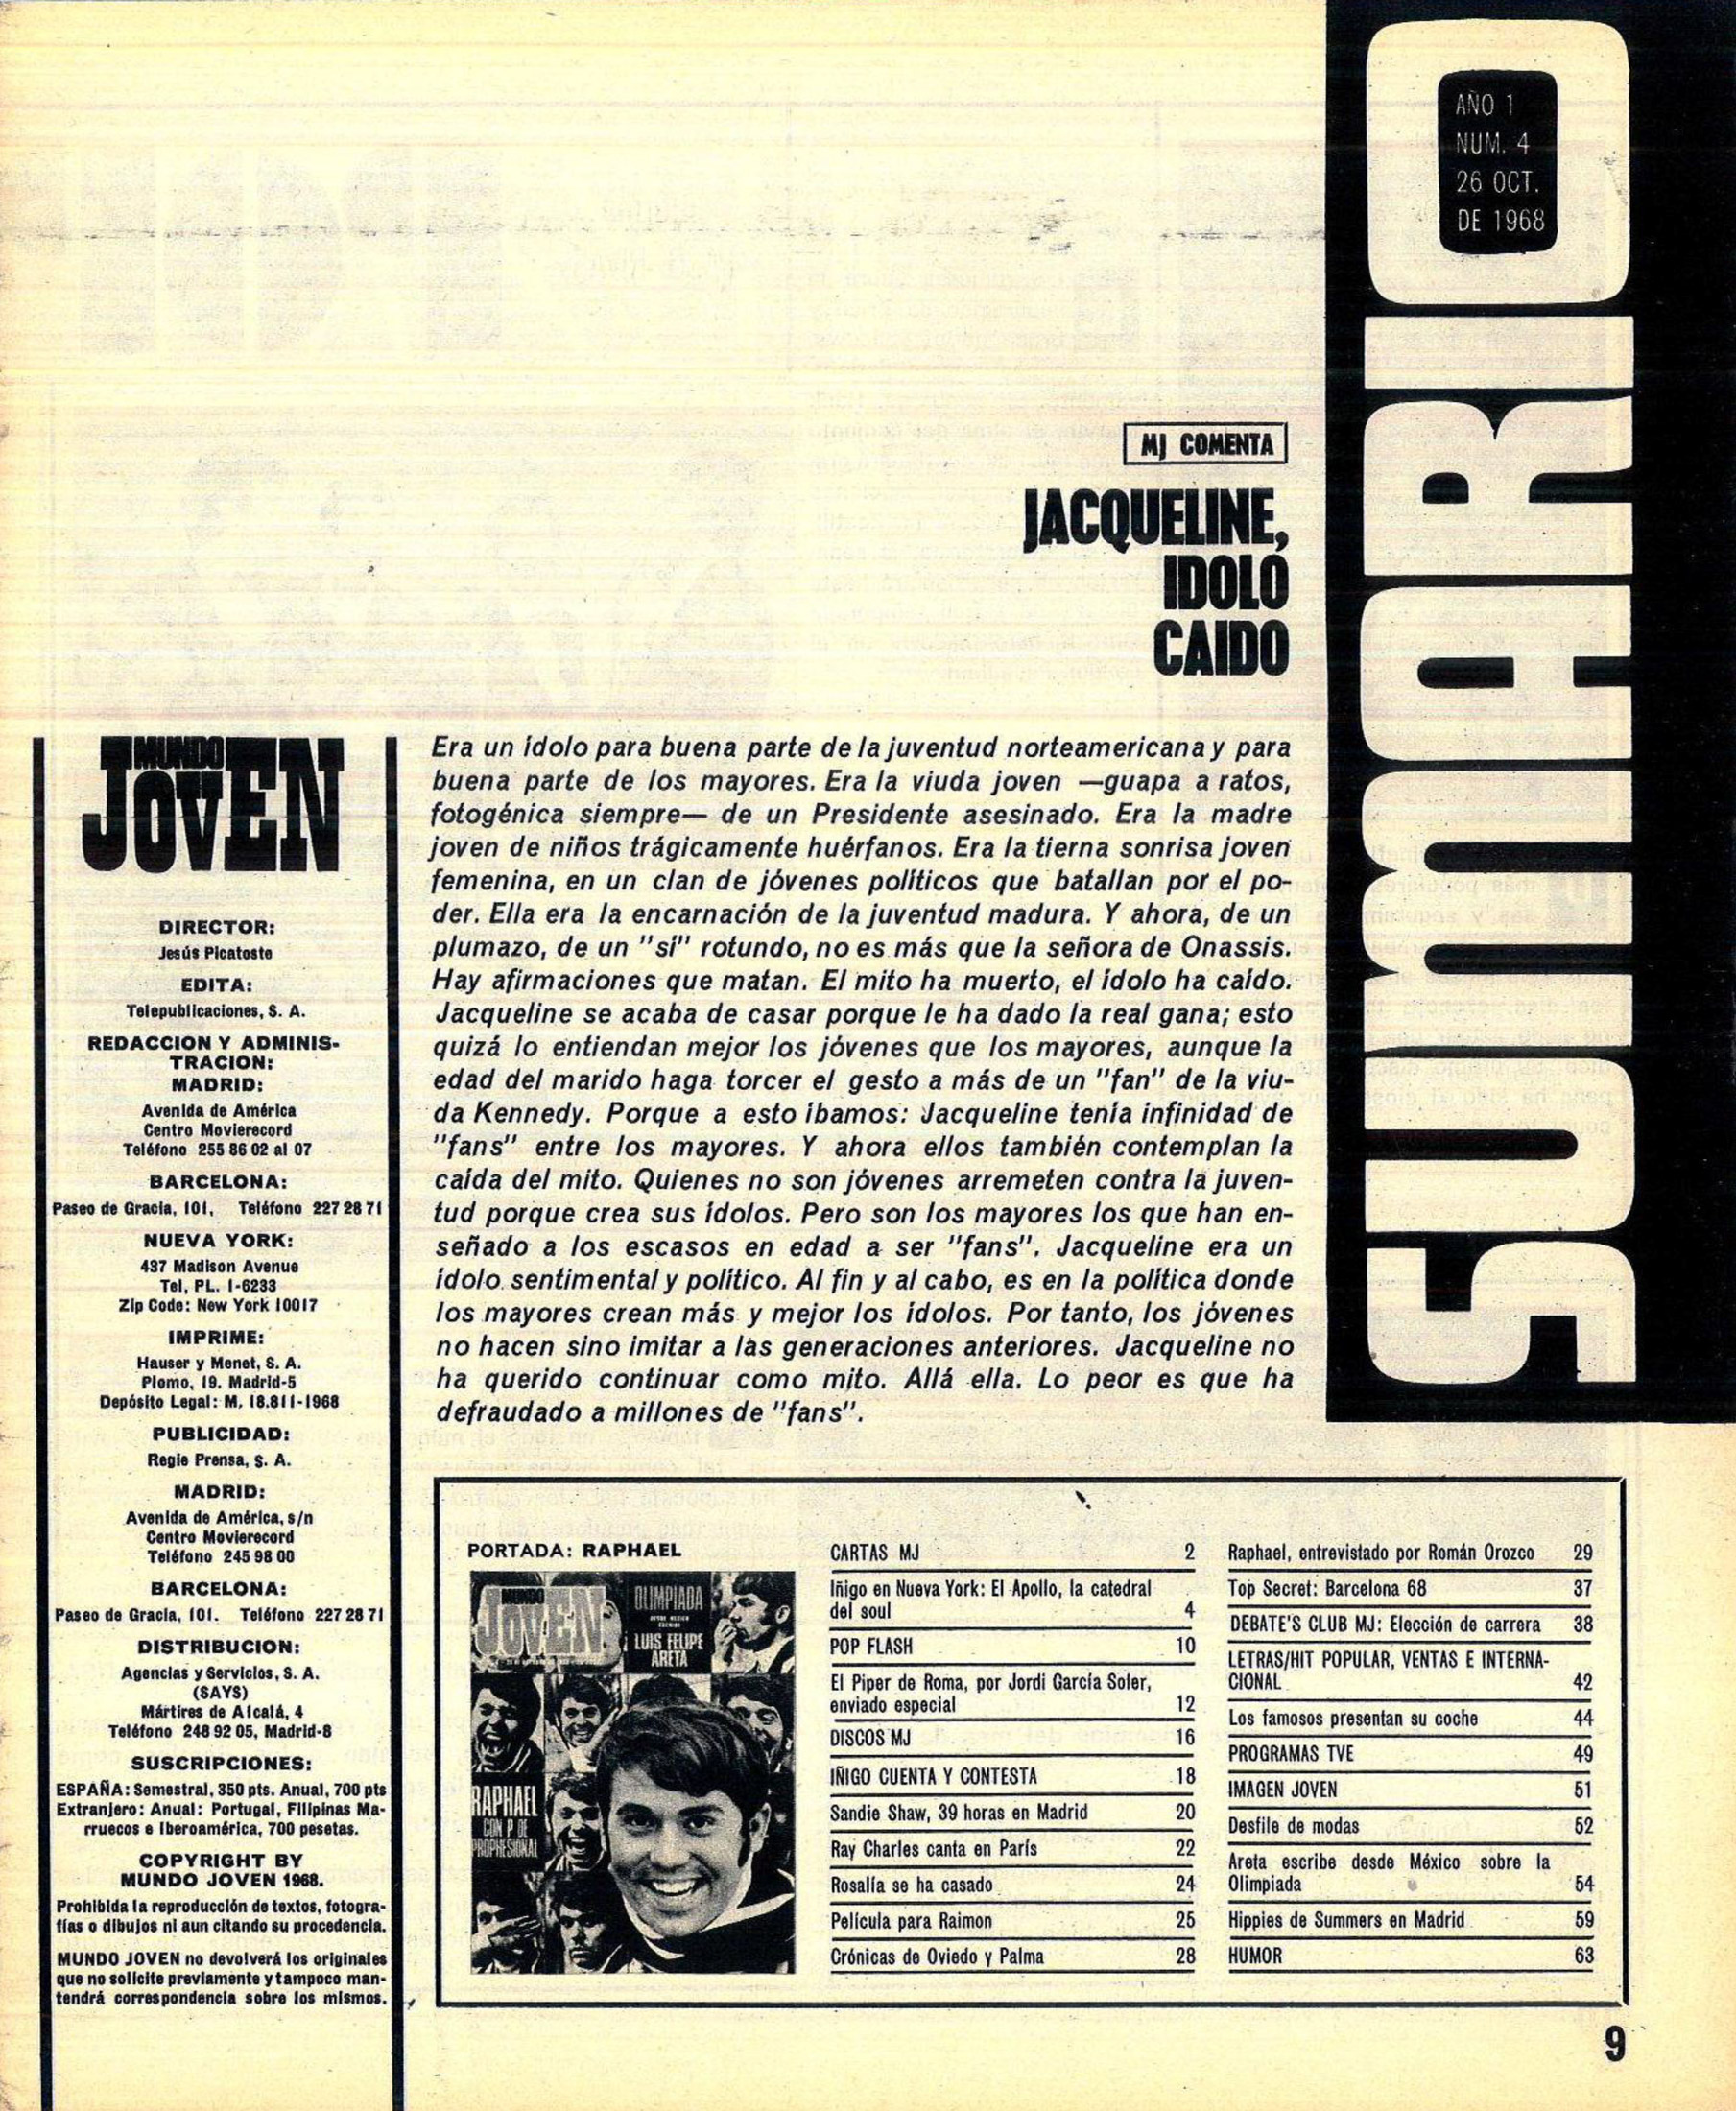 SUMARIO
AÑO 1
NUM. 4
26 OCT.
DE 1968
MJ COMENTA
JACQUELINE,
IDOLO
CAIDO
Era un ídolo para buena parte de la juventud norteamericana y para
buena parte de los mayores. Era la viuda joven —guapa a ratos,
fotogénica siempre— de un Presidente asesinado. Era la madre
joven de niños trágicamente huérfanos. Era la tierna sonrisa joven
femenina, en un clan de jóvenes políticos que batallan por el po-
der. Ella era la encarnación de la juventud madura. Y ahora, de un
plumazo, de un "sí" rotundo, no es más que la señora de Onassis.
Hay afirmaciones que matan. El mito ha muerto, el ídolo ha caído.
Jacqueline se acaba de casar porque le ha dado la real gana; esto
quizá lo entiendan mejor los jóvenes que los mayores, aunque la
edad del marido haga torcer el gesto a más de un "fan" de la viu-
da Kennedy. Porque a esto íbamos: Jacqueline tenía infinidad de
"fans" entre los mayores. Y ahora ellos también contemplan la
caída del mito. Quienes no son jóvenes arremeten contra la juven-
tud porque crea sus ídolos. Pero son los mayores los que han en-
señado a los escasos en edad a ser "fans". Jacqueline era un
ídolo sentimental y político. Al fin y al cabo, es en la política donde
los mayores crean más y mejor los ídolos. Por tanto, los jóvenes
no hacen sino imitar a las generaciones anteriores. Jacqueline no
ha querido continuar como mito. Allá ella. Lo peor es que ha
defraudado a millones de "fans".
MUNDO
JOVEN
DIRECTOR:
Jesús Picatoste
EDITA:
Telepublicaciones, S. A.
REDACCION Y ADMINIS-
TRACION:
MADRID:
Avenida de América
Centro Movierecord
Teléfono 255 86 02 al 07
BARCELONA:
Paseo de Gracia, 101. Teléfono 227 28 71
NUEVA YORK:
437 Madison Avenue
Tel. PL. 1-6233
Zip Code: New York 10017
IMPRIME:
Hauser y Menet, S. A.
Plomo, 19. Madrid-5
Depósito Legal: M. 18.811-1968
PUBLICIDAD:
Regie Prensa, S. A.
MADRID:
Avenida de América, s/n
Centro Movierecord
Teléfono 245 98 00
BARCELONA:
Paseo de Gracia, 101. Teléfono 227 28 71
DISTRIBUCION:
Agencias y Servicios, S. A.
(SAYS)
Mártires de Alcalá, 4
Teléfono 248 92 05, Madrid-8
SUSCRIPCIONES:
ESPAÑA: Semestral, 350 pts. Anual, 700 pts
Extranjero: Anual: Portugal, Filipinas Ma-
rruecos e Iberoamérica, 700 pesetas.
COPYRIGHT BY
MUNDO JOVEN 1968.
Prohibida la reproducción de textos, fotogra-
fías o dibujos ni aun citando su procedencia.
MUNDO JOVEN no devolverá los originales
que no solicite previamente y tampoco man-
tendrá correspondencia sobre los mismos.
PORTADA: RAPHAEL
MUNDO
JOVEN
OLIMPIADA
LUIS FELIPE
ARETA
RAPHAEL
CON P DE
PROPHESIONAL
CARTAS MJ 2
Iñigo en Nueva York: El Apollo, la catedral
del soul 4
POP FLASH 10
El Piper de Roma, por Jordi García Soler,
enviado especial 12
DISCOS MJ 16
IÑIGO CUENTA Y CONTESTA 18
Sandie Shaw, 39 horas en Madrid 20
Ray Charles canta en París 22
Rosalía se ha casado 24
Película para Raimon 25
Crónicas de Oviedo y Palma 28
Raphael, entrevistado por Román Orozco 29
Top Secret: Barcelona 68 37
DEBATE'S CLUB MJ: Elección de carrera 38
LETRAS/HIT POPULAR, VENTAS E INTERNA-
CIONAL 42
Los famosos presentan su coche 44
PROGRAMAS TVE 49
IMAGEN JOVEN 51
Desfile de modas 52
Areta escribe desde México sobre la
Olimpiada 54
Hippies de Summers en Madrid 59
HUMOR 63
9